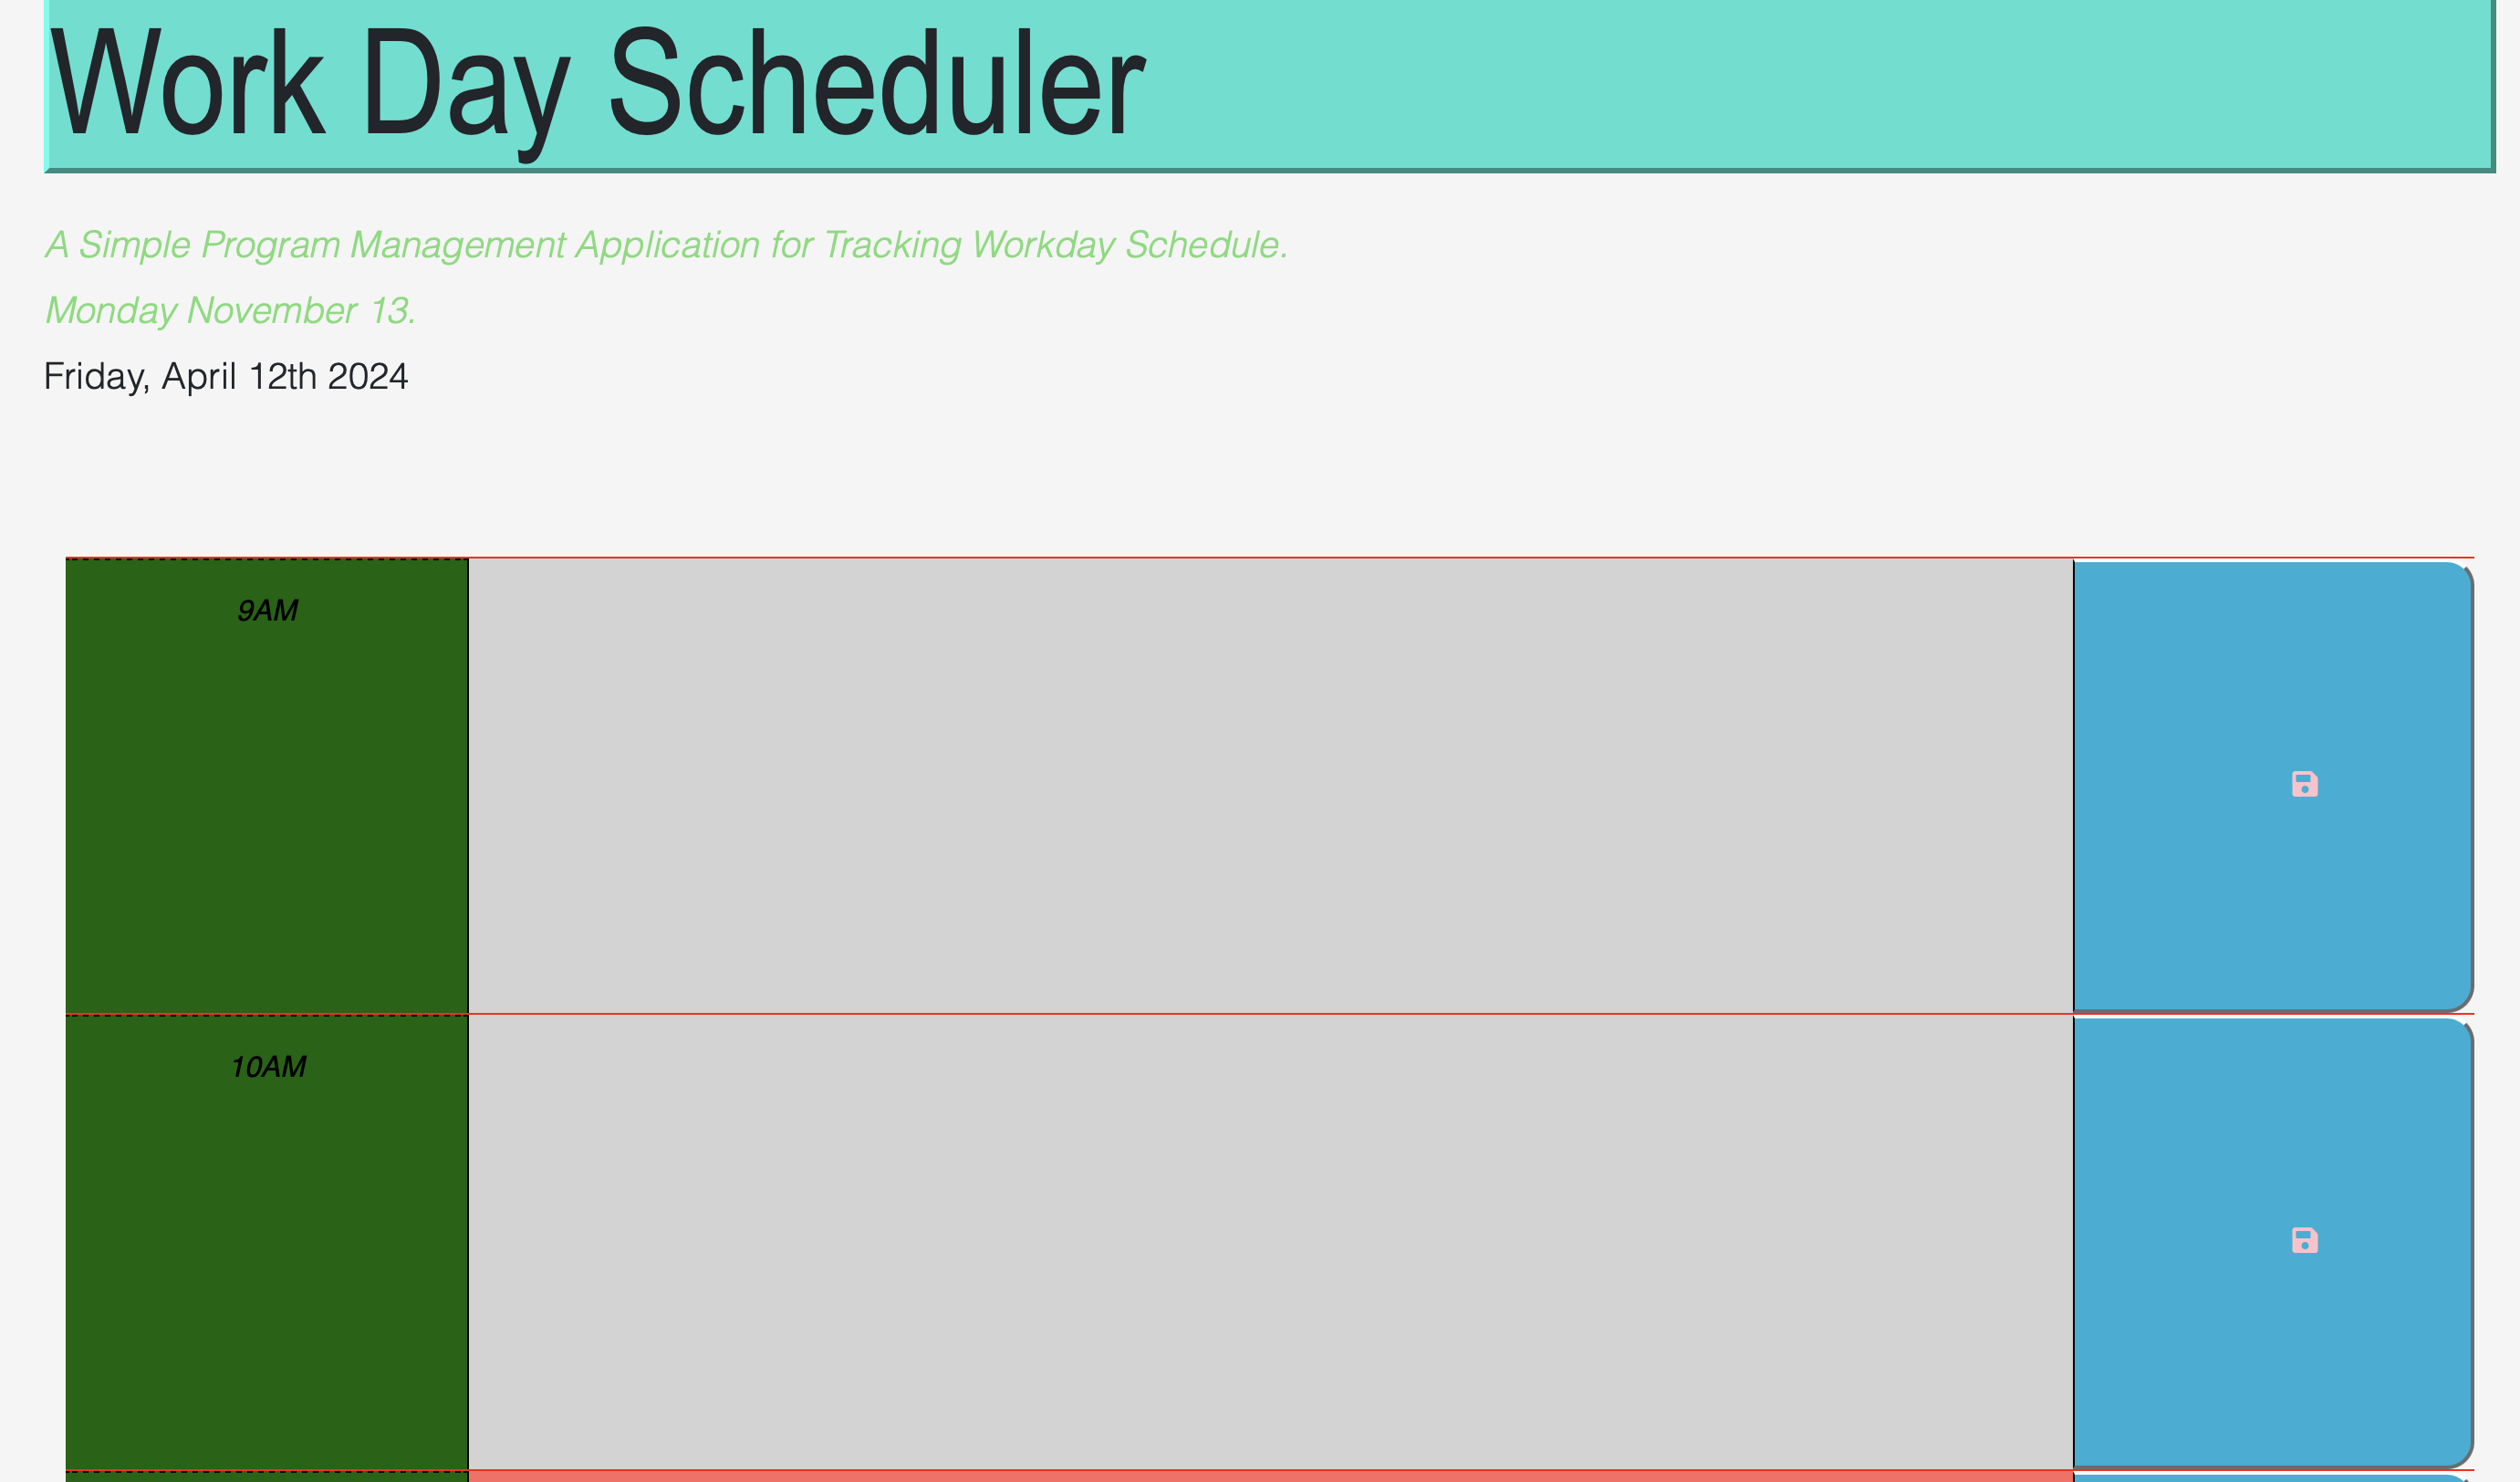 Work Day Scheduler
A Simple Program Management Application for Tracking Workday Schedule.
Monday November 13.
Friday, April 12th 2024
9AM
10AM